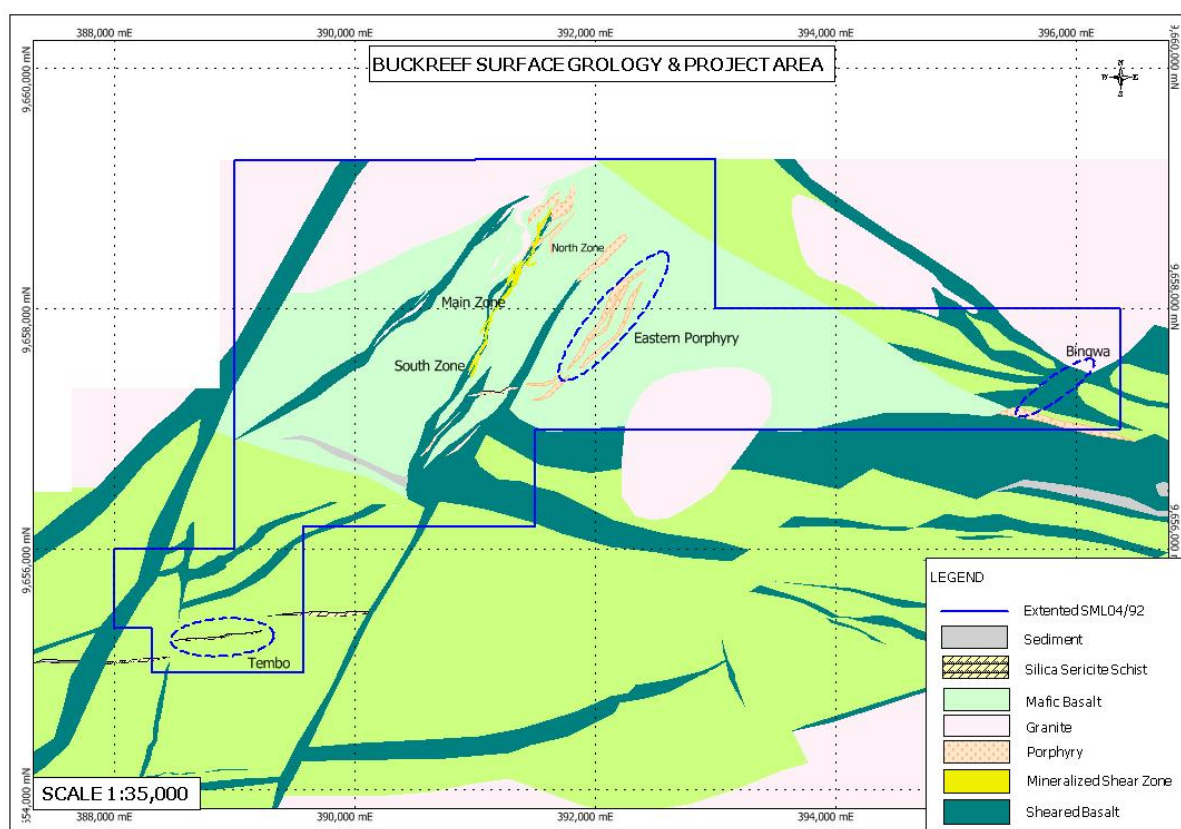 388,000 mE
390,000 mE
392,000 mE
394,000 mE
396,000 mE
BUCKREEF SURFACE GROLOGY & PROJECT AREA
N
W E
S
9,660,000 mN
9,660,000 mN
North Zone
Main Zone
9,658,000 mN
9,658,000 mN
Eastern Porphyry
Bingwa
South Zone
9,656,000 mN
9,656,000 mN
Tembo
LEGEND
Extented SML04/92
Sediment
Silica Sericite Schist
Mafic Basalt
Granite
Porphyry
Mineralized Shear Zone
Sheared Basalt
SCALE 1:35,000
654,000 mN
388,000 mE
390,000 mE
392,000 mE
394,000 mE